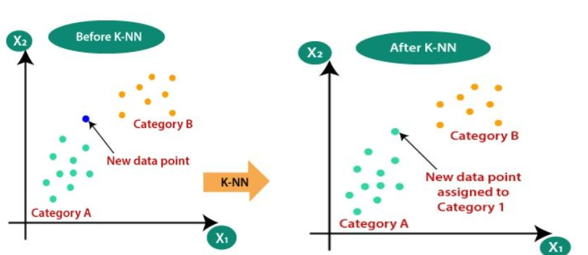 Before K-NN
X₂
Category B
New data point
Category A
X₁
K-NN
After K-NN
X₂
Category B
New data point
assigned to
Category 1
Category A
X₁